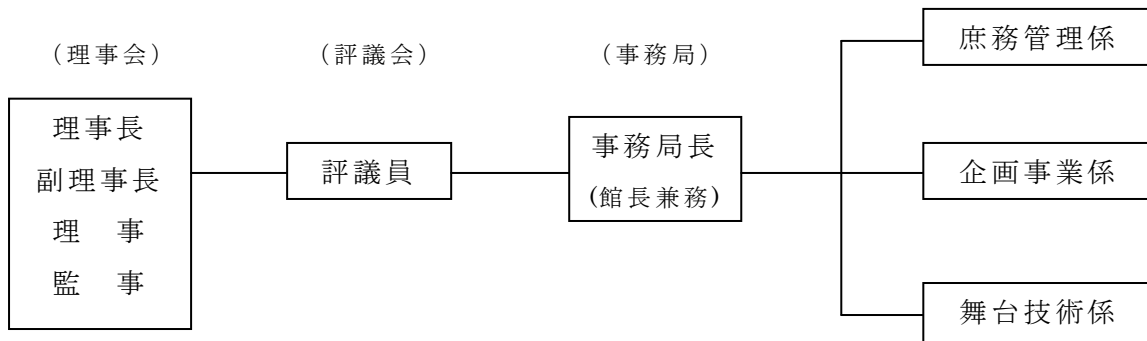 （理事会）
理事長
副理事長
理　事
監　事
（評議会）
評議員
（事務局）
事務局長
(館長兼務)
庶務管理係
企画事業係
舞台技術係